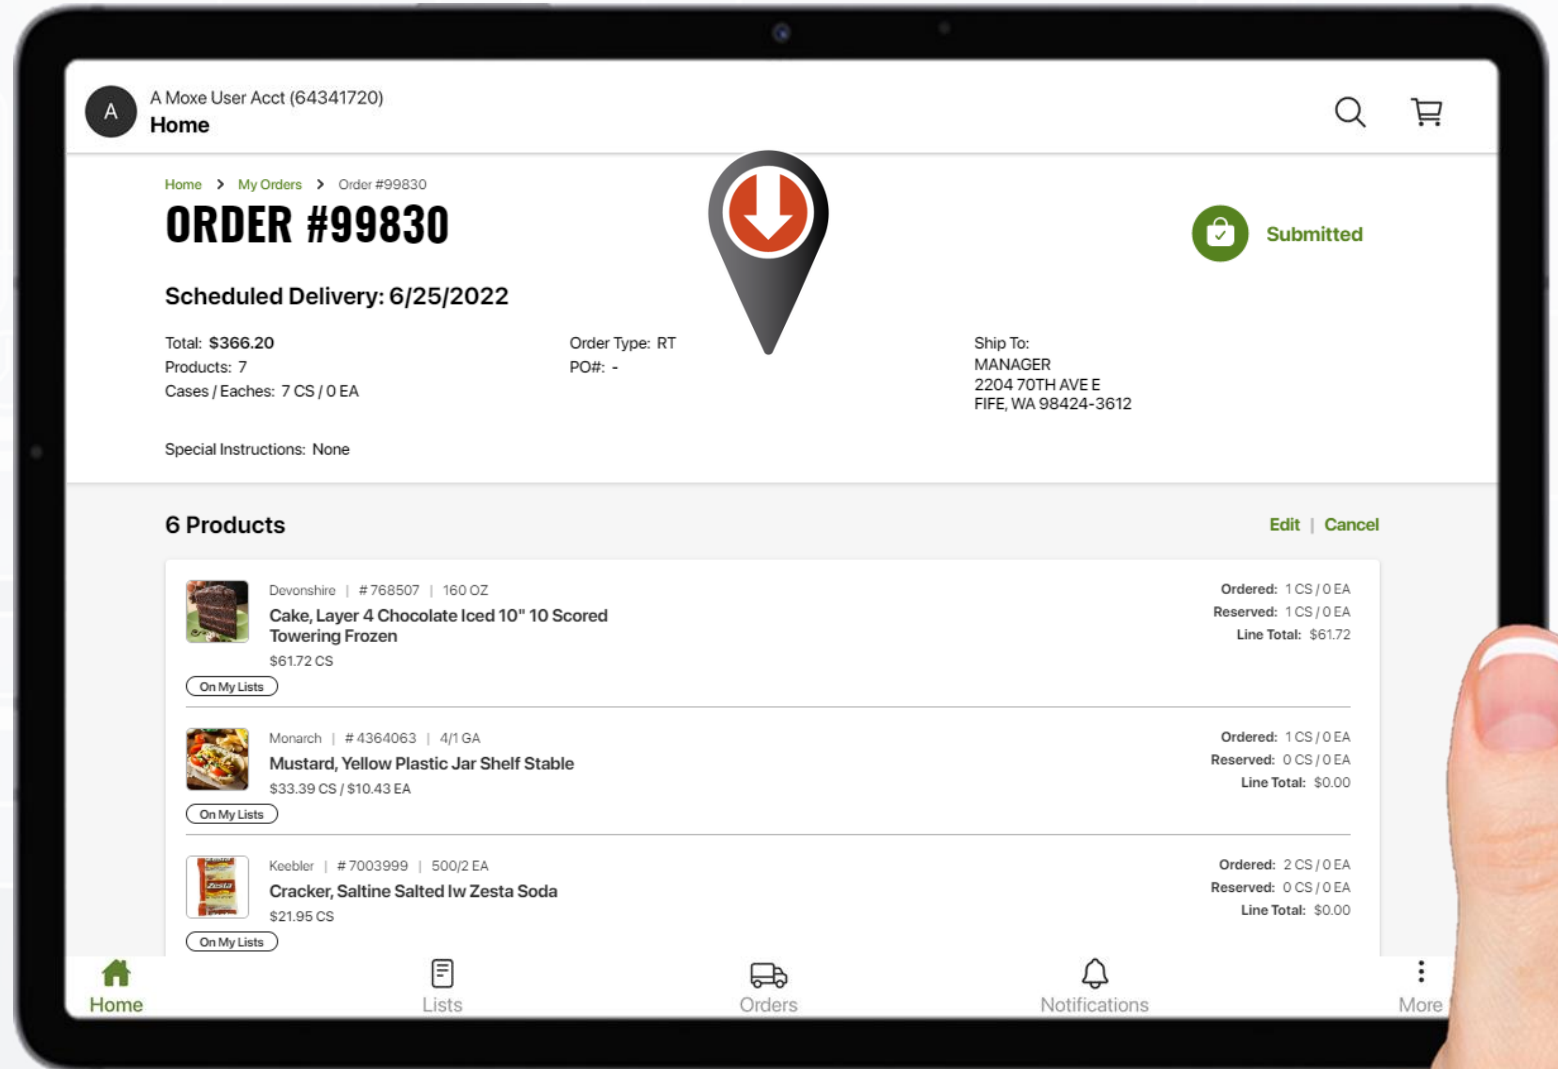 A
A Moxe User Acct (64341720)
Home
Home > My Orders > Order #99830
ORDER #99830
Submitted
Scheduled Delivery: 6/25/2022
Total: $366.20
Products: 7
Cases / Eaches: 7 CS / 0 EA
Order Type: RT
PO#: -
Ship To:
MANAGER
2204 70TH AVE E
FIFE, WA 98424-3612
Special Instructions: None
6 Products
Edit | Cancel
Devonshire | # 768507 | 160 OZ
Cake, Layer 4 Chocolate Iced 10" 10 Scored
Towering Frozen
$61.72 CS
On My Lists
Ordered: 1 CS / 0 EA
Reserved: 1 CS / 0 EA
Line Total: $61.72
Monarch | # 4364063 | 4/1 GA
Mustard, Yellow Plastic Jar Shelf Stable
$33.39 CS / $10.43 EA
On My Lists
Ordered: 1 CS / 0 EA
Reserved: 0 CS / 0 EA
Line Total: $0.00
Zesta
Keebler | # 7003999 | 500/2 EA
Cracker, Saltine Salted Iw Zesta Soda
$21.95 CS
On My Lists
Ordered: 2 CS / 0 EA
Reserved: 0 CS / 0 EA
Line Total: $0.00
Home
Lists
Orders
Notifications
More